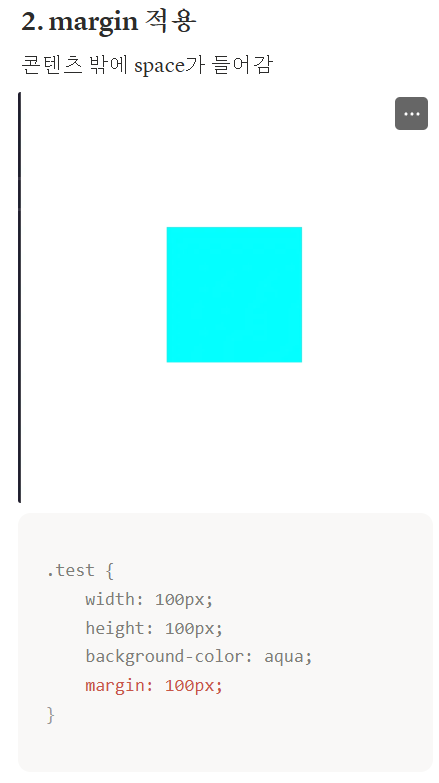 2. margin 적용
콘텐츠 밖에 space가 들어감
.test {
    width: 100px;
    height: 100px;
    background-color: aqua;
    margin: 100px;
}